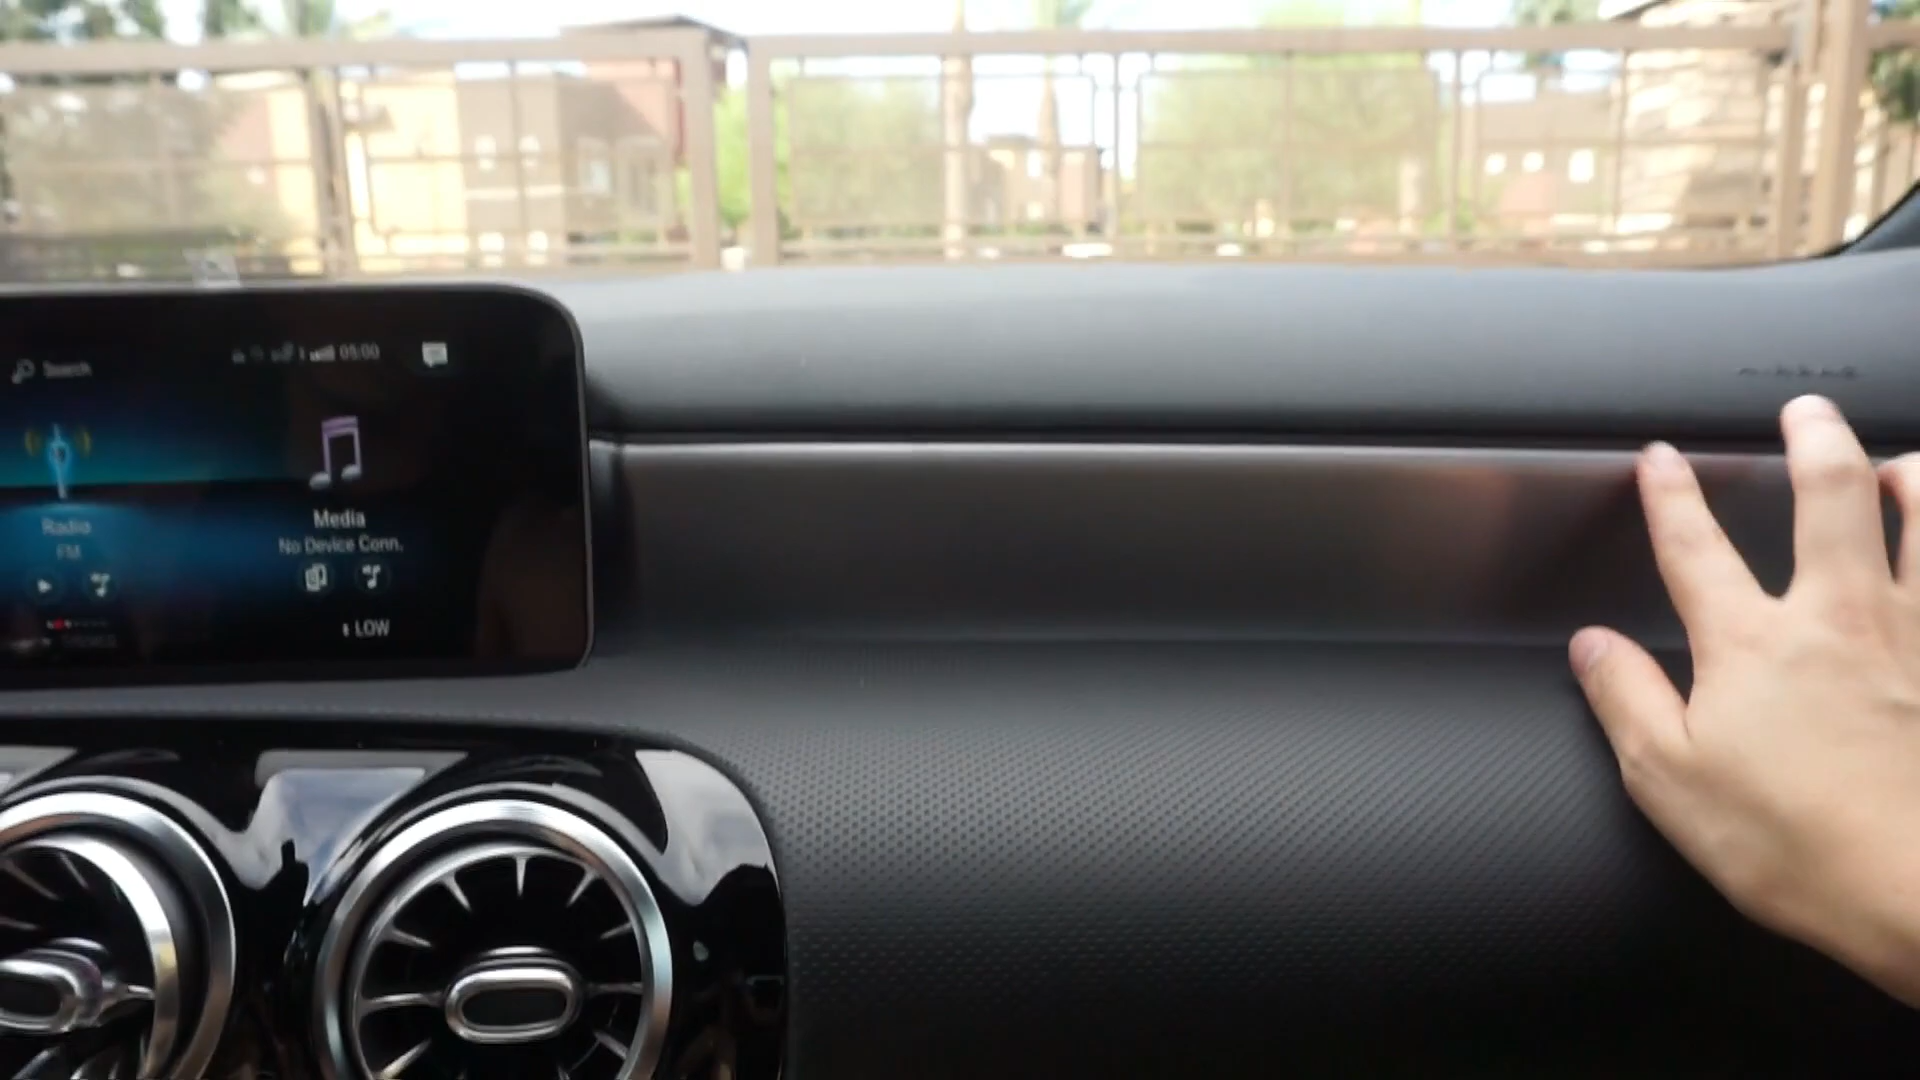 Search
05:00
Radio
FM
Media
No Device Conn.
LOW